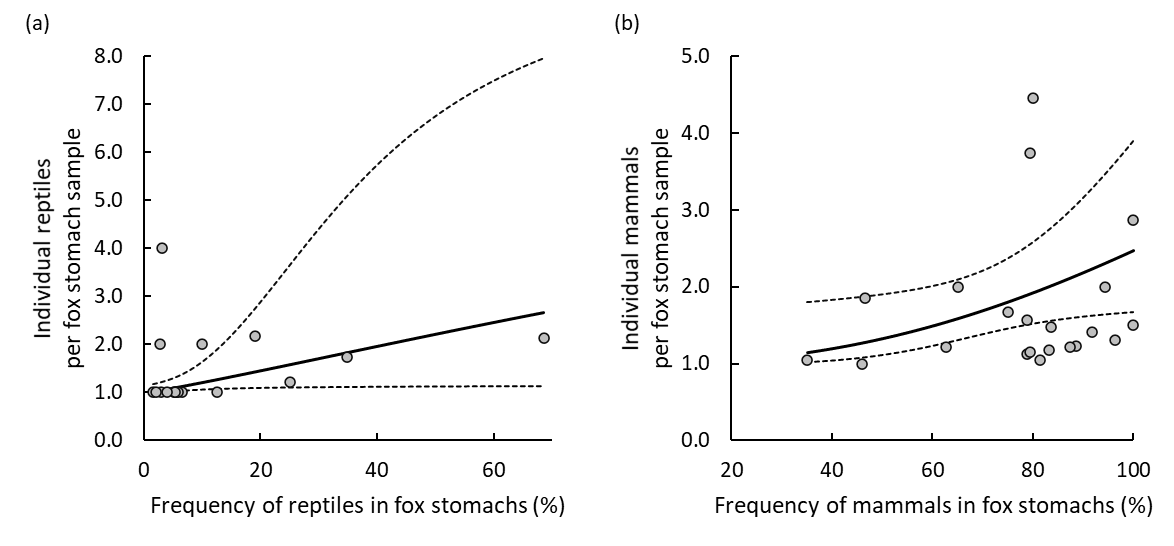 (a)
8.0
7.0
6.0
5.0
4.0
3.0
2.0
1.0
0.0
Individual reptiles
per fox stomach sample
0 20 40 60
Frequency of reptiles in fox stomachs (%)
(b)
5.0
4.0
3.0
2.0
1.0
0.0
Individual mammals
per fox stomach sample
20 40 60 80 100
Frequency of mammals in fox stomachs (%)